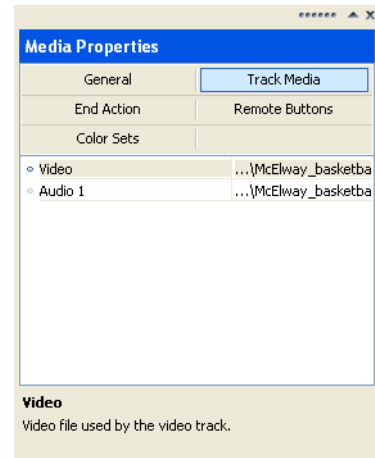 Media Properties
General Track Media
End Action Remote Buttons
Color Sets
Video ...\McElway_basketba
Audio 1 ...\McElway_basketba
Video
Video file used by the video track.